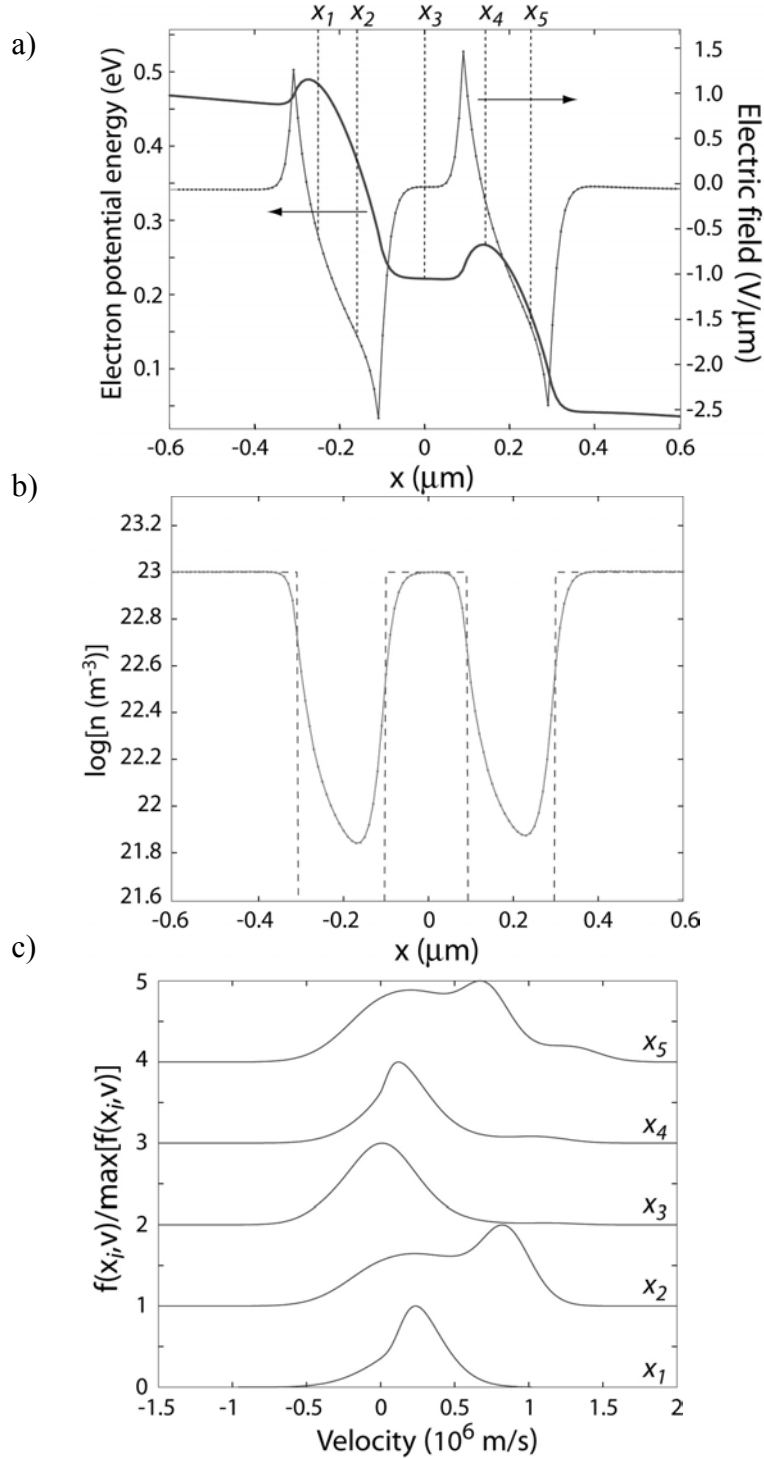 a)
x₁ x₂ x₃ x₄ x₅
Electron potential energy (eV)
0.5
0.4
0.3
0.2
0.1
1.5
1.0
0.5
0.0
-0.5
-1.0
-1.5
-2.0
-2.5
Electric field (V/μm)
-0.6 -0.4 -0.2 0 0.2 0.4 0.6
x (μm)
b)
log[n (m⁻³)]
23.2
23
22.8
22.6
22.4
22.2
22
21.8
21.6
-0.6 -0.4 -0.2 0 0.2 0.4 0.6
x (μm)
c)
f(xᵢ,v)/max[f(xᵢ,v)]
5
4
3
2
1
0
x₅
x₄
x₃
x₂
x₁
-1.5 -1 -0.5 0 0.5 1 1.5 2
Velocity (10⁶ m/s)